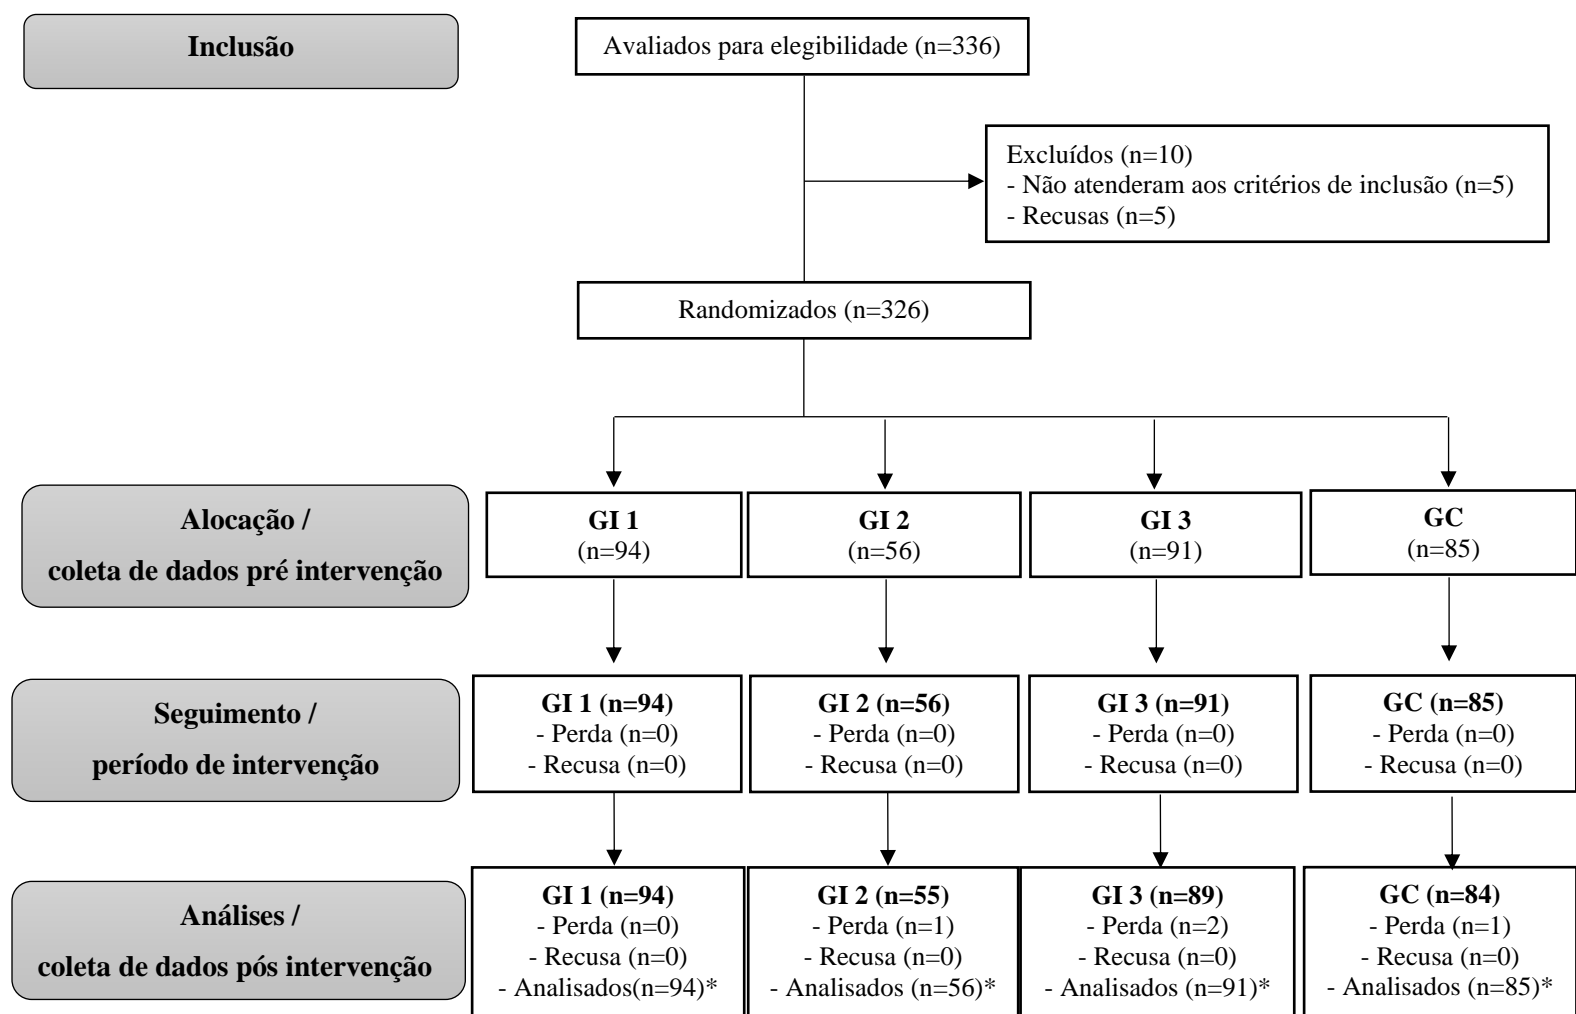 Inclusão
Avaliados para elegibilidade (n=336)
Excluídos (n=10)
- Não atenderam aos critérios de inclusão (n=5)
- Recusas (n=5)
Randomizados (n=326)
Alocação /
coleta de dados pré intervenção
GI 1
(n=94)
GI 2
(n=56)
GI 3
(n=91)
GC
(n=85)
Seguimento /
período de intervenção
GI 1 (n=94)
- Perda (n=0)
- Recusa (n=0)
GI 2 (n=56)
- Perda (n=0)
- Recusa (n=0)
GI 3 (n=91)
- Perda (n=0)
- Recusa (n=0)
GC (n=85)
- Perda (n=0)
- Recusa (n=0)
Análises /
coleta de dados pós intervenção
GI 1 (n=94)
- Perda (n=0)
- Recusa (n=0)
- Analisados(n=94)*
GI 2 (n=55)
- Perda (n=1)
- Recusa (n=0)
- Analisados (n=56)*
GI 3 (n=89)
- Perda (n=2)
- Recusa (n=0)
- Analisados (n=91)*
GC (n=84)
- Perda (n=1)
- Recusa (n=0)
- Analisados (n=85)*